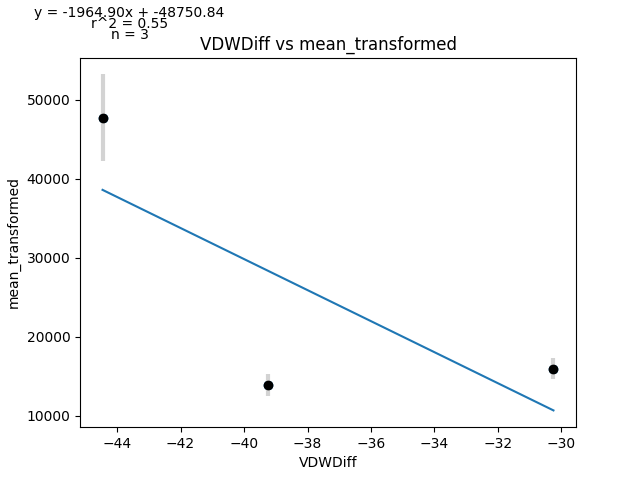 y = -1964.90x + -48750.84
r^2 = 0.55
n = 3
VDWDiff vs mean_transformed
50000
40000
30000
20000
10000
mean_transformed
−44
−42
−40
−38
−36
−34
−32
−30
VDWDiff